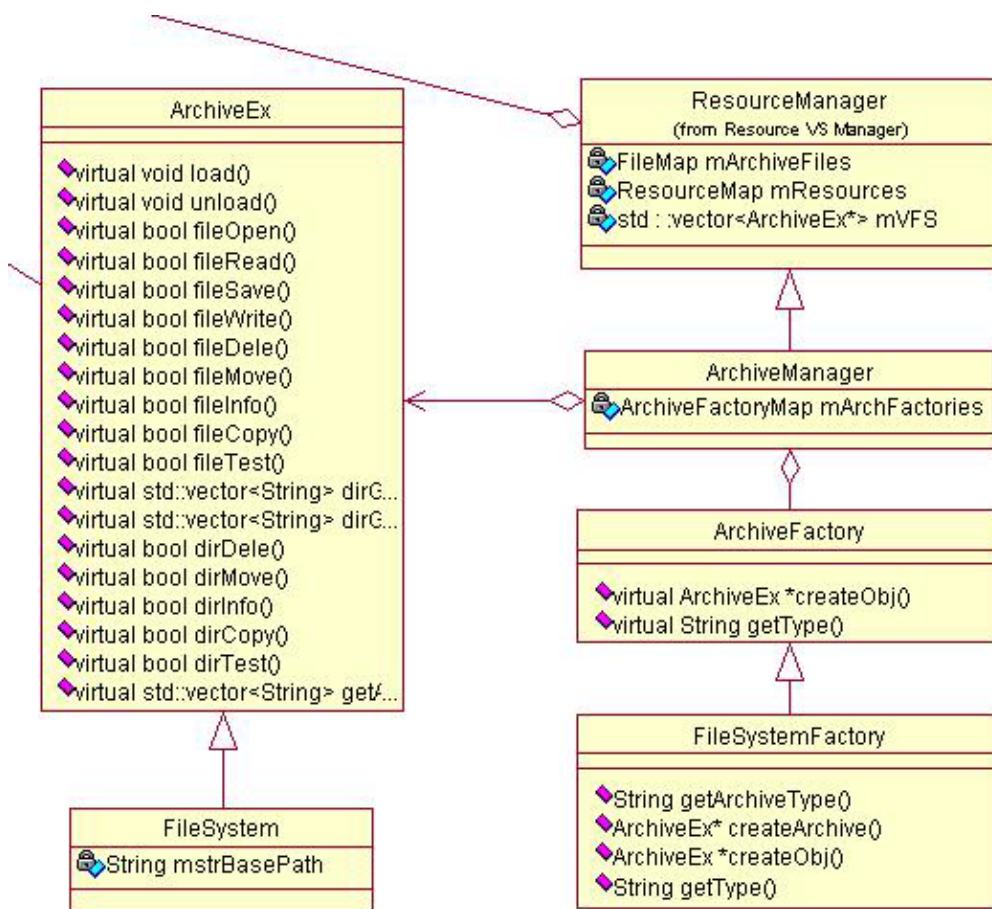 ArchiveEx
virtual void load()
virtual void unload()
virtual bool fileOpen()
virtual bool fileRead()
virtual bool fileSave()
virtual bool fileWrite()
virtual bool fileDele()
virtual bool fileMove()
virtual bool fileInfo()
virtual bool fileCopy()
virtual bool fileTest()
virtual std::vector<String> dirC...
virtual std::vector<String> dirC...
virtual bool dirDele()
virtual bool dirMove()
virtual bool dirInfo()
virtual bool dirCopy()
virtual bool dirTest()
virtual std::vector<String> getA...
FileSystem
String mstrBasePath
ResourceManager
(from Resource VS Manager)
FileMap mArchiveFiles
ResourceMap mResources
std : :vector<ArchiveEx*> mVFS
ArchiveManager
ArchiveFactoryMap mArchFactories
ArchiveFactory
virtual ArchiveEx *createObj()
virtual String getType()
FileSystemFactory
String getArchiveType()
ArchiveEx* createArchive()
ArchiveEx *createObj()
String getType()